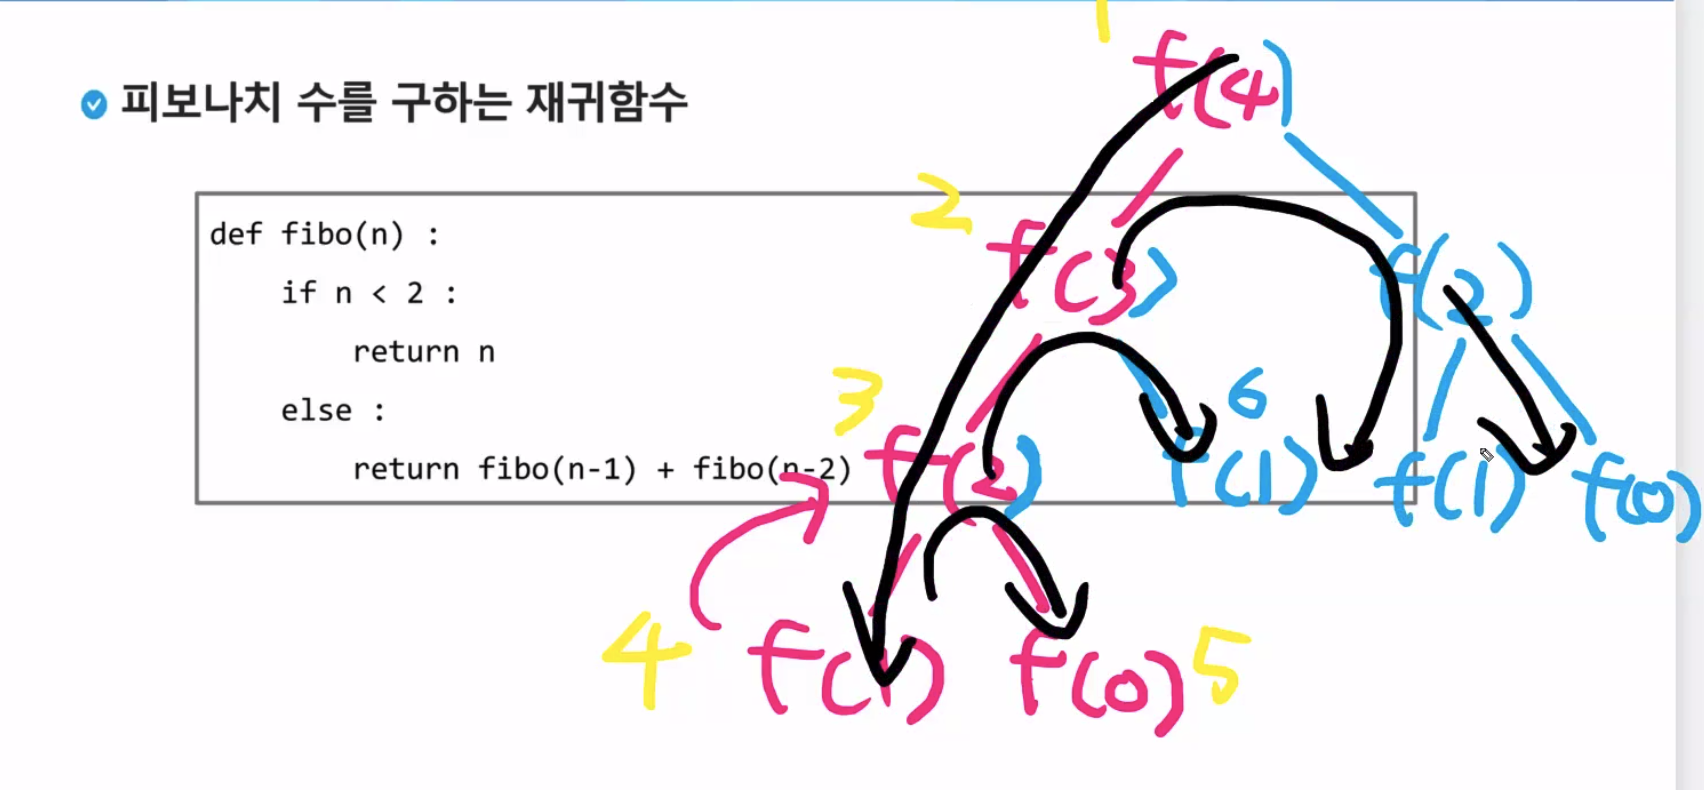 1
f(4)
피보나치 수를 구하는 재귀함수
2
f(3)
f(2)
def fibo(n) :
if n < 2 :
return n
else :
return fibo(n-1) + fibo(n-2)
3
f(2)
6
f(1)
f(1)
f(0)
4
f(1)
f(0)
5